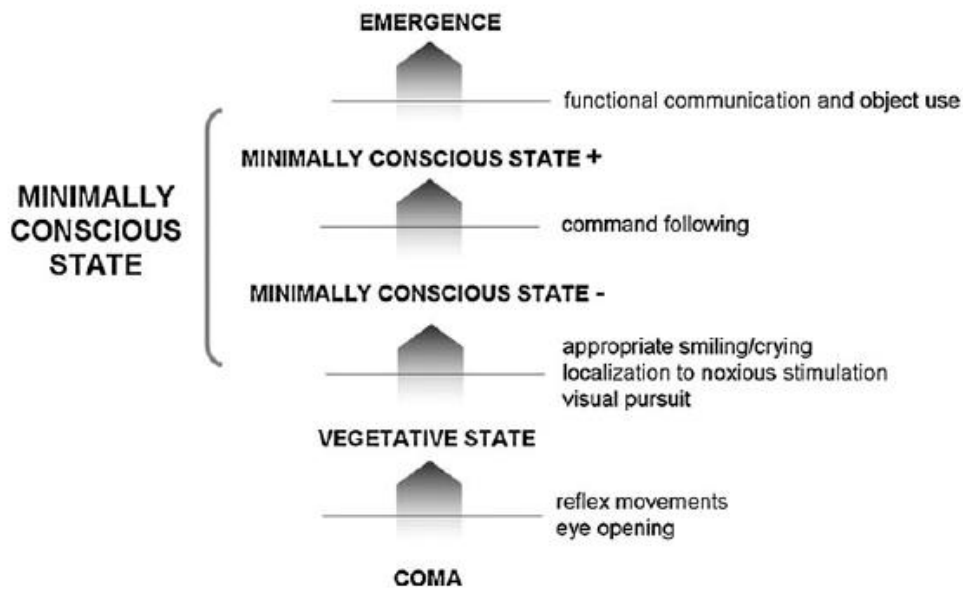 EMERGENCE
functional communication and object use
MINIMALLY CONSCIOUS STATE +
MINIMALLY
CONSCIOUS
STATE
command following
MINIMALLY CONSCIOUS STATE -
appropriate smiling/crying
localization to noxious stimulation
visual pursuit
VEGETATIVE STATE
reflex movements
eye opening
COMA